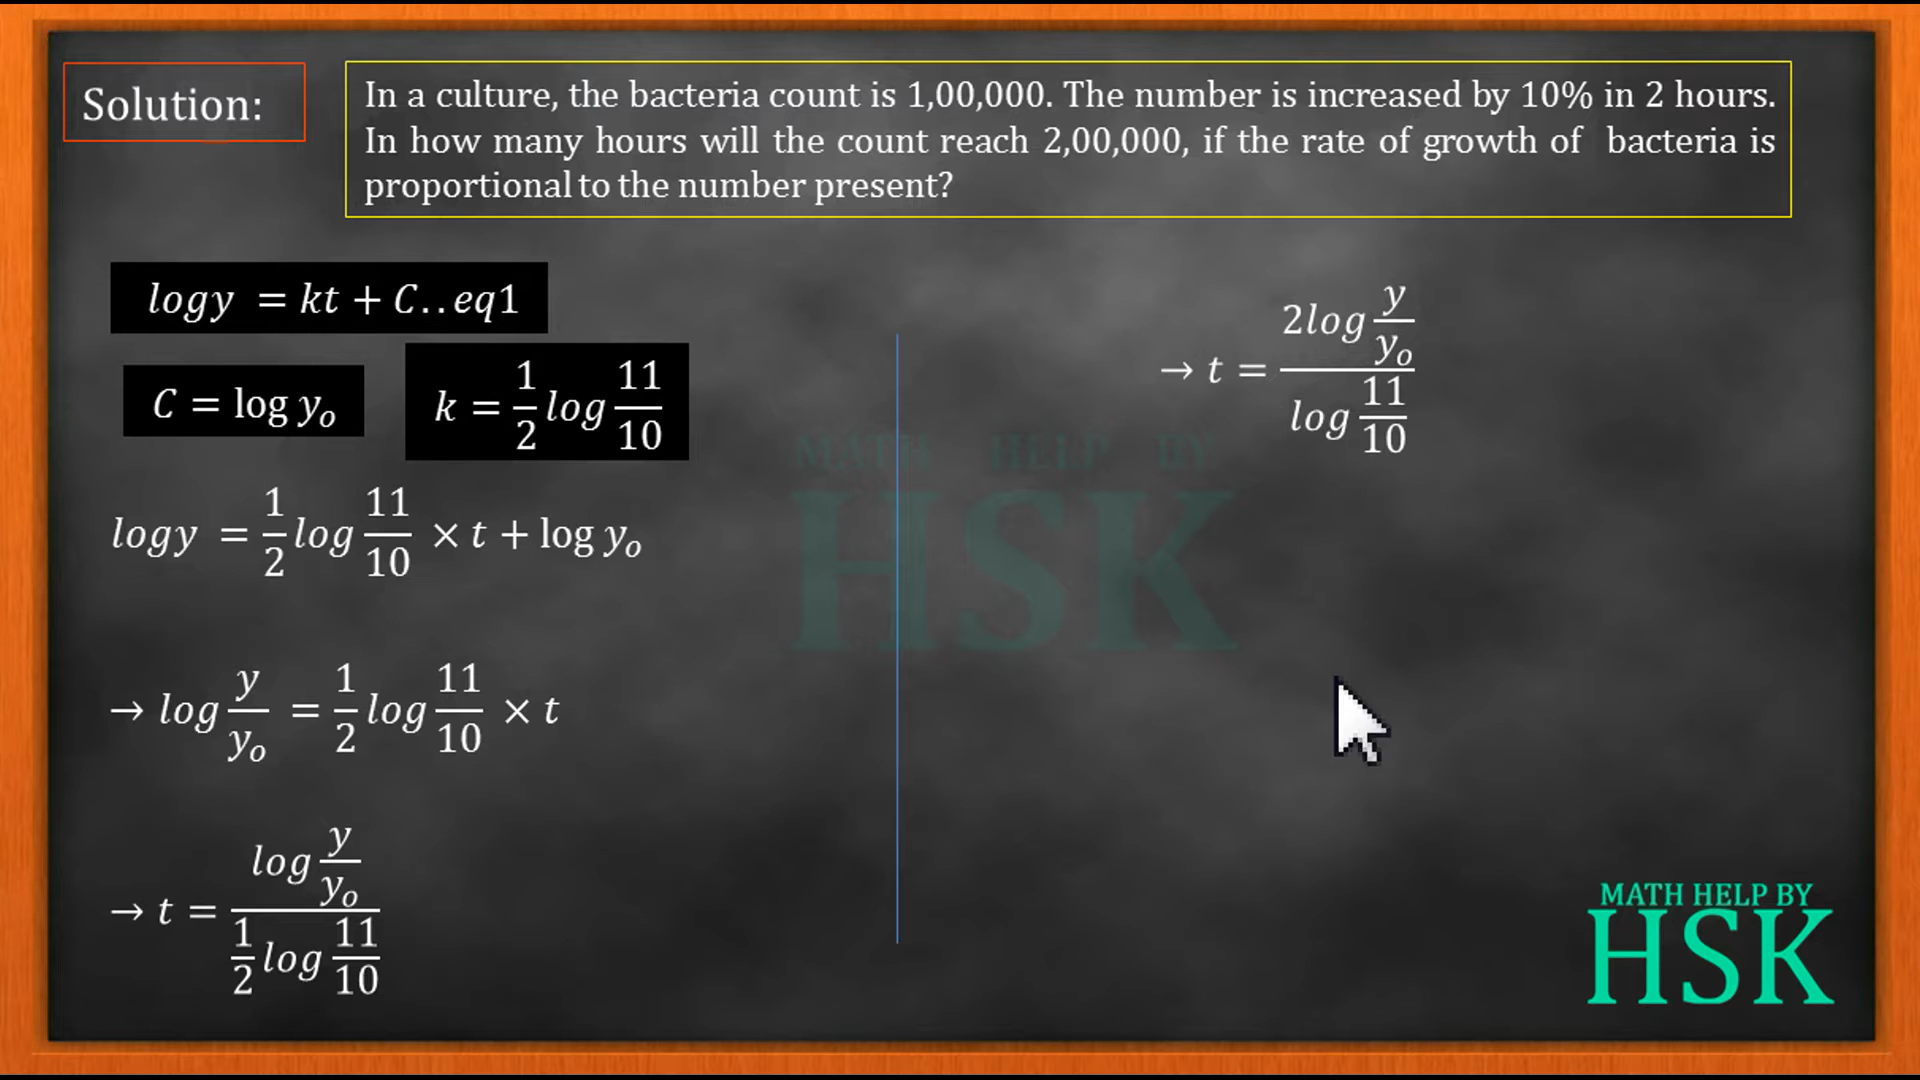 Solution:
In a culture, the bacteria count is 1,00,000. The number is increased by 10% in 2 hours.
In how many hours will the count reach 2,00,000, if the rate of growth of bacteria is
proportional to the number present?
logy = kt + C..eq1
C = log y₀
k = 1/2 log 11/10
logy = 1/2 log 11/10 × t + log y₀
→ log y/y₀ = 1/2 log 11/10 × t
→ t = (log y/y₀)/(1/2 log 11/10)
→ t = (2log y/y₀)/(log 11/10)
MATH HELP BY
HSK
MATH HELP BY
HSK